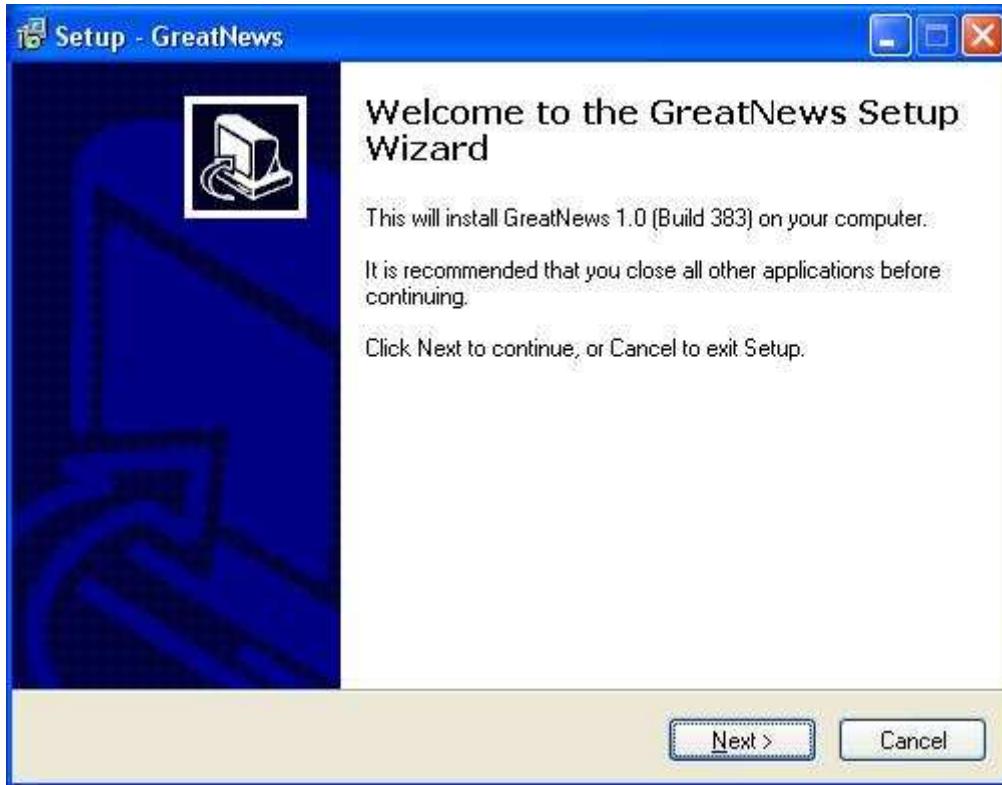 Setup - GreatNews
Welcome to the GreatNews Setup
Wizard
This will install GreatNews 1.0 (Build 383) on your computer.
It is recommended that you close all other applications before
continuing.
Click Next to continue, or Cancel to exit Setup.
Next >
Cancel